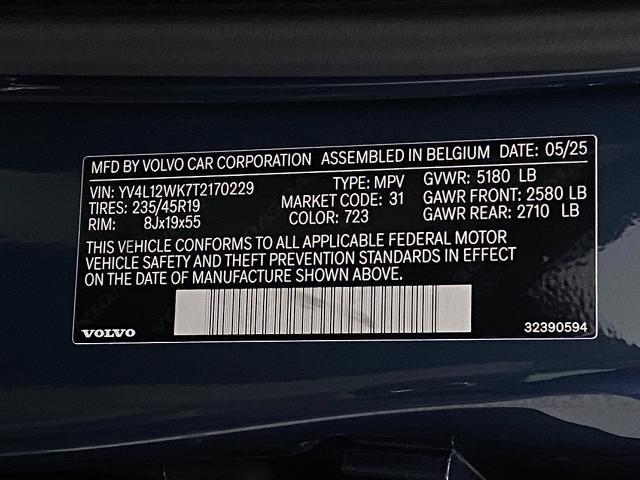 MFD BY VOLVO CAR CORPORATION ASSEMBLED IN BELGIUM DATE: 05/25
VIN: YV4L12WK7T2170229 TYPE: MPV GVWR: 5180 LB
TIRES: 235/45R19 MARKET CODE: 31 GAWR FRONT: 2580 LB
RIM: 8Jx19x55 COLOR: 723 GAWR REAR: 2710 LB
THIS VEHICLE CONFORMS TO ALL APPLICABLE FEDERAL MOTOR
VEHICLE SAFETY AND THEFT PREVENTION STANDARDS IN EFFECT
ON THE DATE OF MANUFACTURE SHOWN ABOVE.
VOLVO 32390594